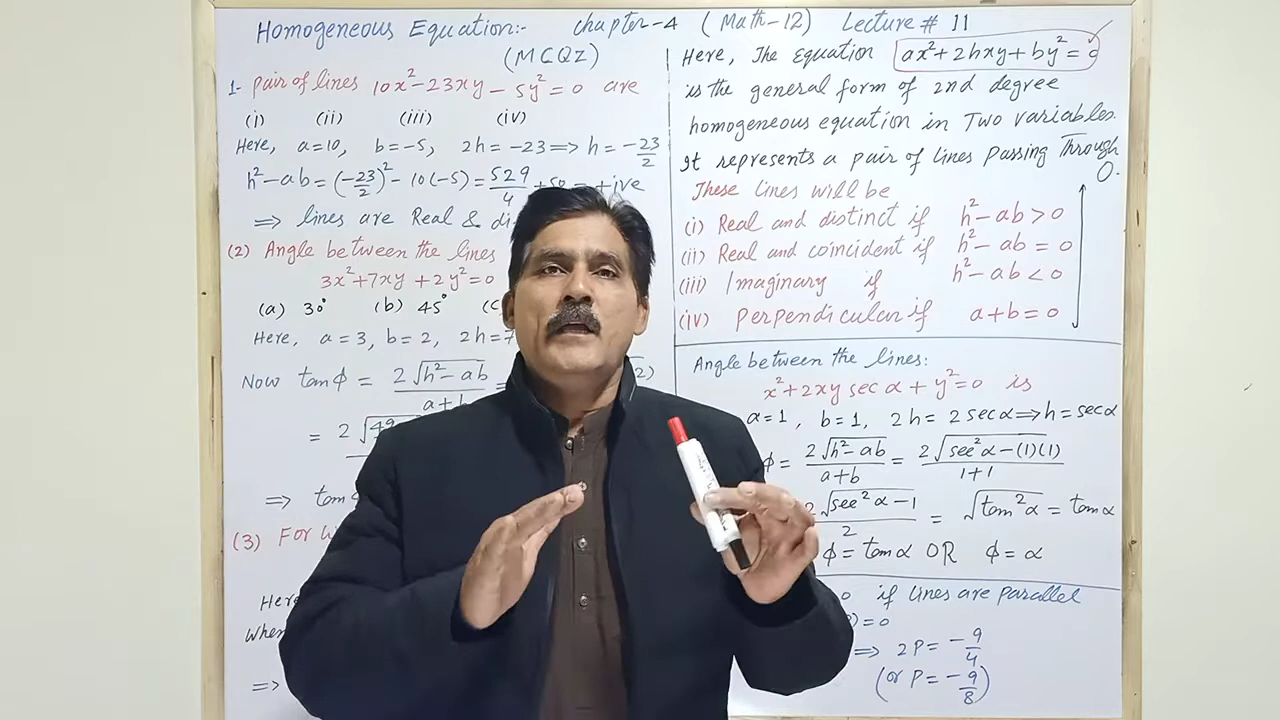 Homogeneous Equation:- Chapter-4 (Math-12) Lecture # 11
(MCQZ)
1- pair of lines 10x²-23xy-5y²=0 are
(i) (ii) (iii) (iv)
Here, a=10, b=-5, 2h=-23⇒h=-23/2
h²-ab=(-23/2)²-10(-5)=529/4+50=+ive
⇒ lines are Real &
(2) Angle between the lines
3x²+7xy+2y²=0
(a) 30° (b) 45°
Here, a=3, b=2, 2h=7
Now tanϕ = 2√h²-ab/a+b =
= 2√49
⇒ tan
(3) For
Here
When
⇒
Here, The Equation ax²+2hxy+by²=0
is the general form of 2nd degree
homogeneous equation in Two variables.
It represents a pair of lines passing Through
O.
These lines will be
(i) Real and distinct if h²-ab>0
(ii) Real and coincident if h²-ab=0
(iii) Imaginary if h²-ab<0
(iv) perpendicular if a+b=0
Angle between the lines:
x²+2xy sec α+y²=0 is
a=1, b=1, 2h=2secα⇒h=secα
ϕ = 2√h²-ab/a+b = 2√sec²α-(1)(1)/1+1
2√sec²α-1/2 = √tan²α = tanα
ϕ=tanα OR ϕ=α
0 if lines are parallel
)=0
⇒ 2P=-9/4
(or P=-9/8)